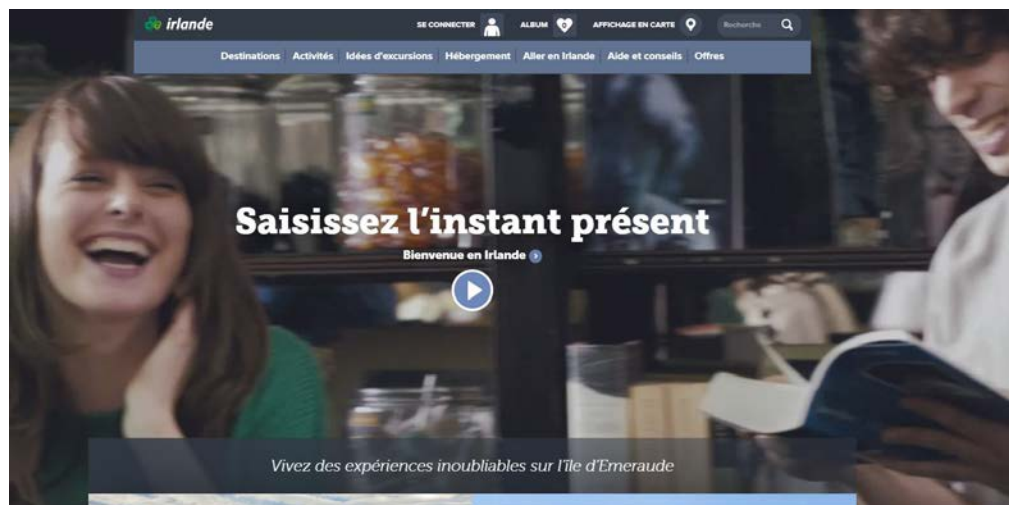 irlande
SE CONNECTER ALBUM 0 AFFICHAGE EN CARTE Recherche
Destinations Activités Idées d'excursions Hébergement Aller en Irlande Aide et conseils Offres
Saisissez l'instant présent
Bienvenue en Irlande
Vivez des expériences inoubliables sur l'île d'Emeraude